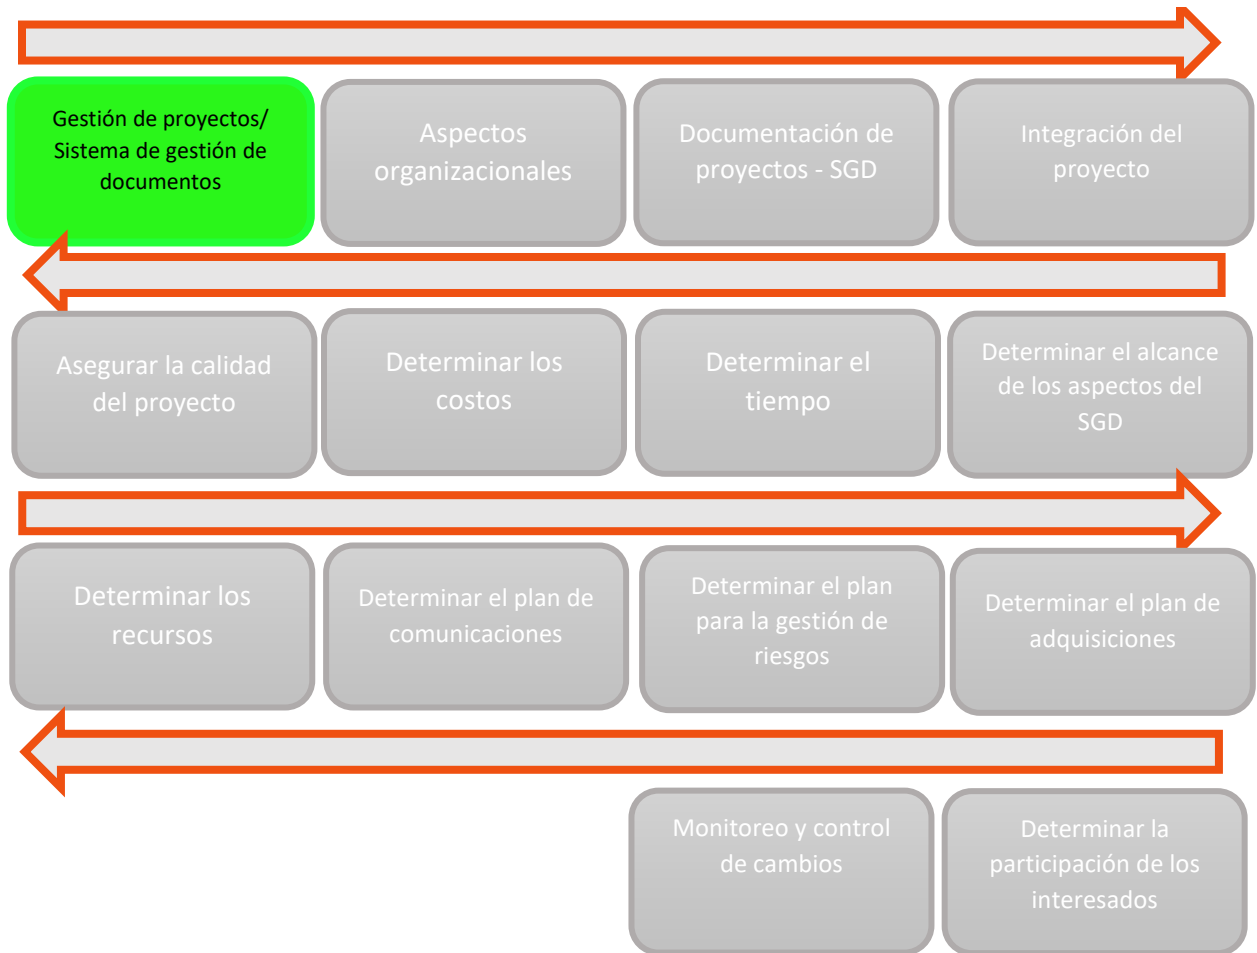 Gestión de proyectos/
Sistema de gestión de
documentos
Aspectos
organizacionales
Documentación de
proyectos - SGD
Integración del
proyecto
Asegurar la calidad
del proyecto
Determinar los
costos
Determinar el
tiempo
Determinar el alcance
de los aspectos del
SGD
Determinar los
recursos
Determinar el plan de
comunicaciones
Determinar el plan
para la gestión de
riesgos
Determinar el plan de
adquisiciones
Monitoreo y control
de cambios
Determinar la
participación de los
interesados